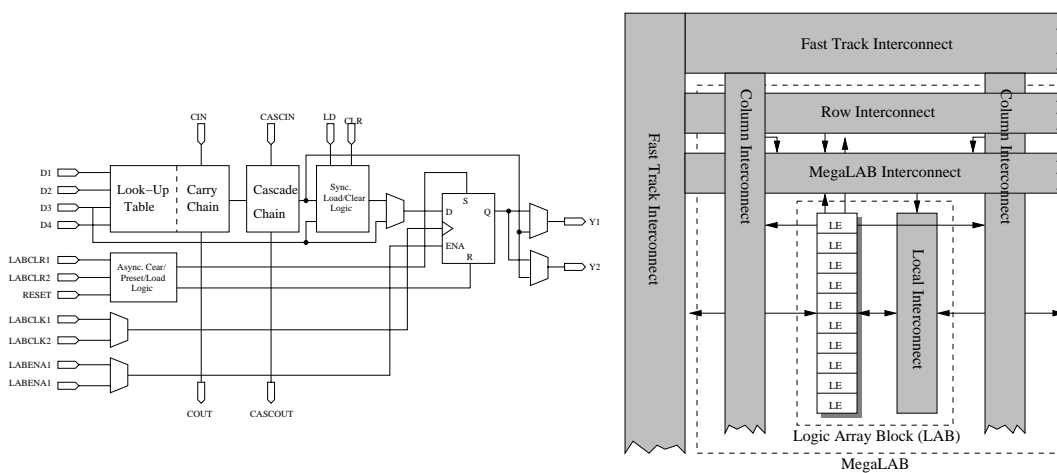 CIN
CASCIN
LD
CLR
D1
D2
D3
D4
Look-Up
Table
Carry
Chain
Cascade
Chain
Sync.
Load/Clear
Logic
S
D
Q
ENA
R
Y1
Y2
LABCLR1
LABCLR2
RESET
Async. Cear/
Preset/Load
Logic
LABCLK1
LABCLK2
LABENA1
LABENA1
COUT
CASCOUT
Fast Track Interconnect
Fast Track Interconnect
Column Interconnect
Column Interconnect
Row Interconnect
MegaLAB Interconnect
LE
LE
LE
LE
LE
LE
LE
LE
LE
LE
Local Interconnect
Logic Array Block (LAB)
MegaLAB